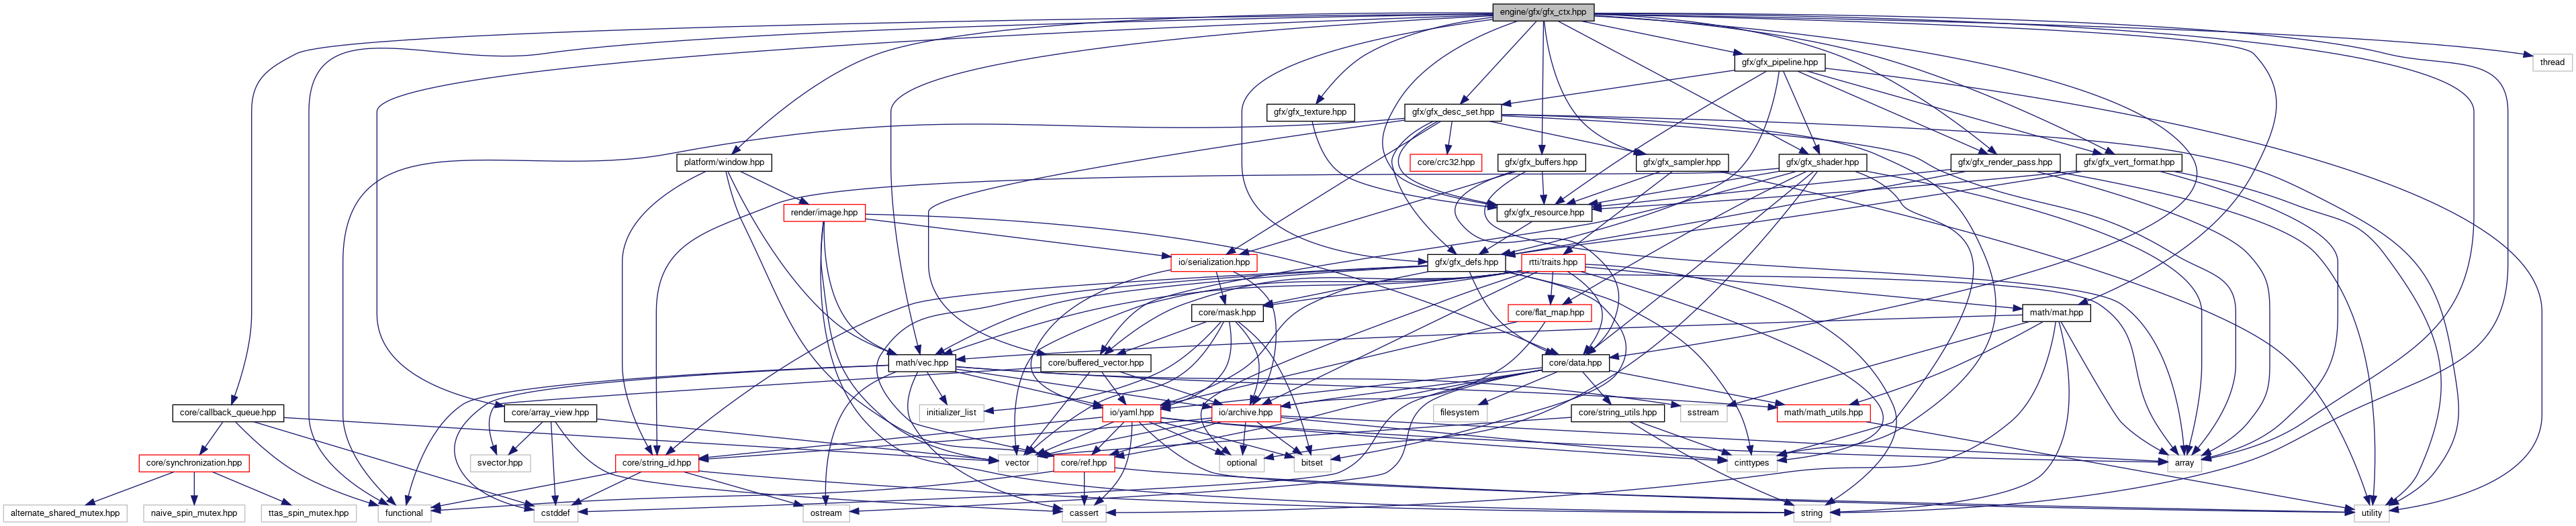 engine/gfx/gfx_ctx.hpp
gfx/gfx_pipeline.hpp
thread
gfx/gfx_texture.hpp
gfx/gfx_desc_set.hpp
platform/window.hpp
core/crc32.hpp
gfx/gfx_buffers.hpp
gfx/gfx_sampler.hpp
gfx/gfx_shader.hpp
gfx/gfx_render_pass.hpp
gfx/gfx_vert_format.hpp
render/image.hpp
gfx/gfx_resource.hpp
io/serialization.hpp
gfx/gfx_defs.hpp
rtti/traits.hpp
core/mask.hpp
core/flat_map.hpp
math/mat.hpp
math/vec.hpp
core/buffered_vector.hpp
core/data.hpp
core/callback_queue.hpp
core/array_view.hpp
initializer_list
io/yaml.hpp
io/archive.hpp
filesystem
core/string_utils.hpp
sstream
math/math_utils.hpp
core/synchronization.hpp
svector.hpp
core/string_id.hpp
vector
core/ref.hpp
optional
bitset
cinttypes
array
alternate_shared_mutex.hpp
naive_spin_mutex.hpp
ttas_spin_mutex.hpp
functional
cstddef
ostream
cassert
string
utility